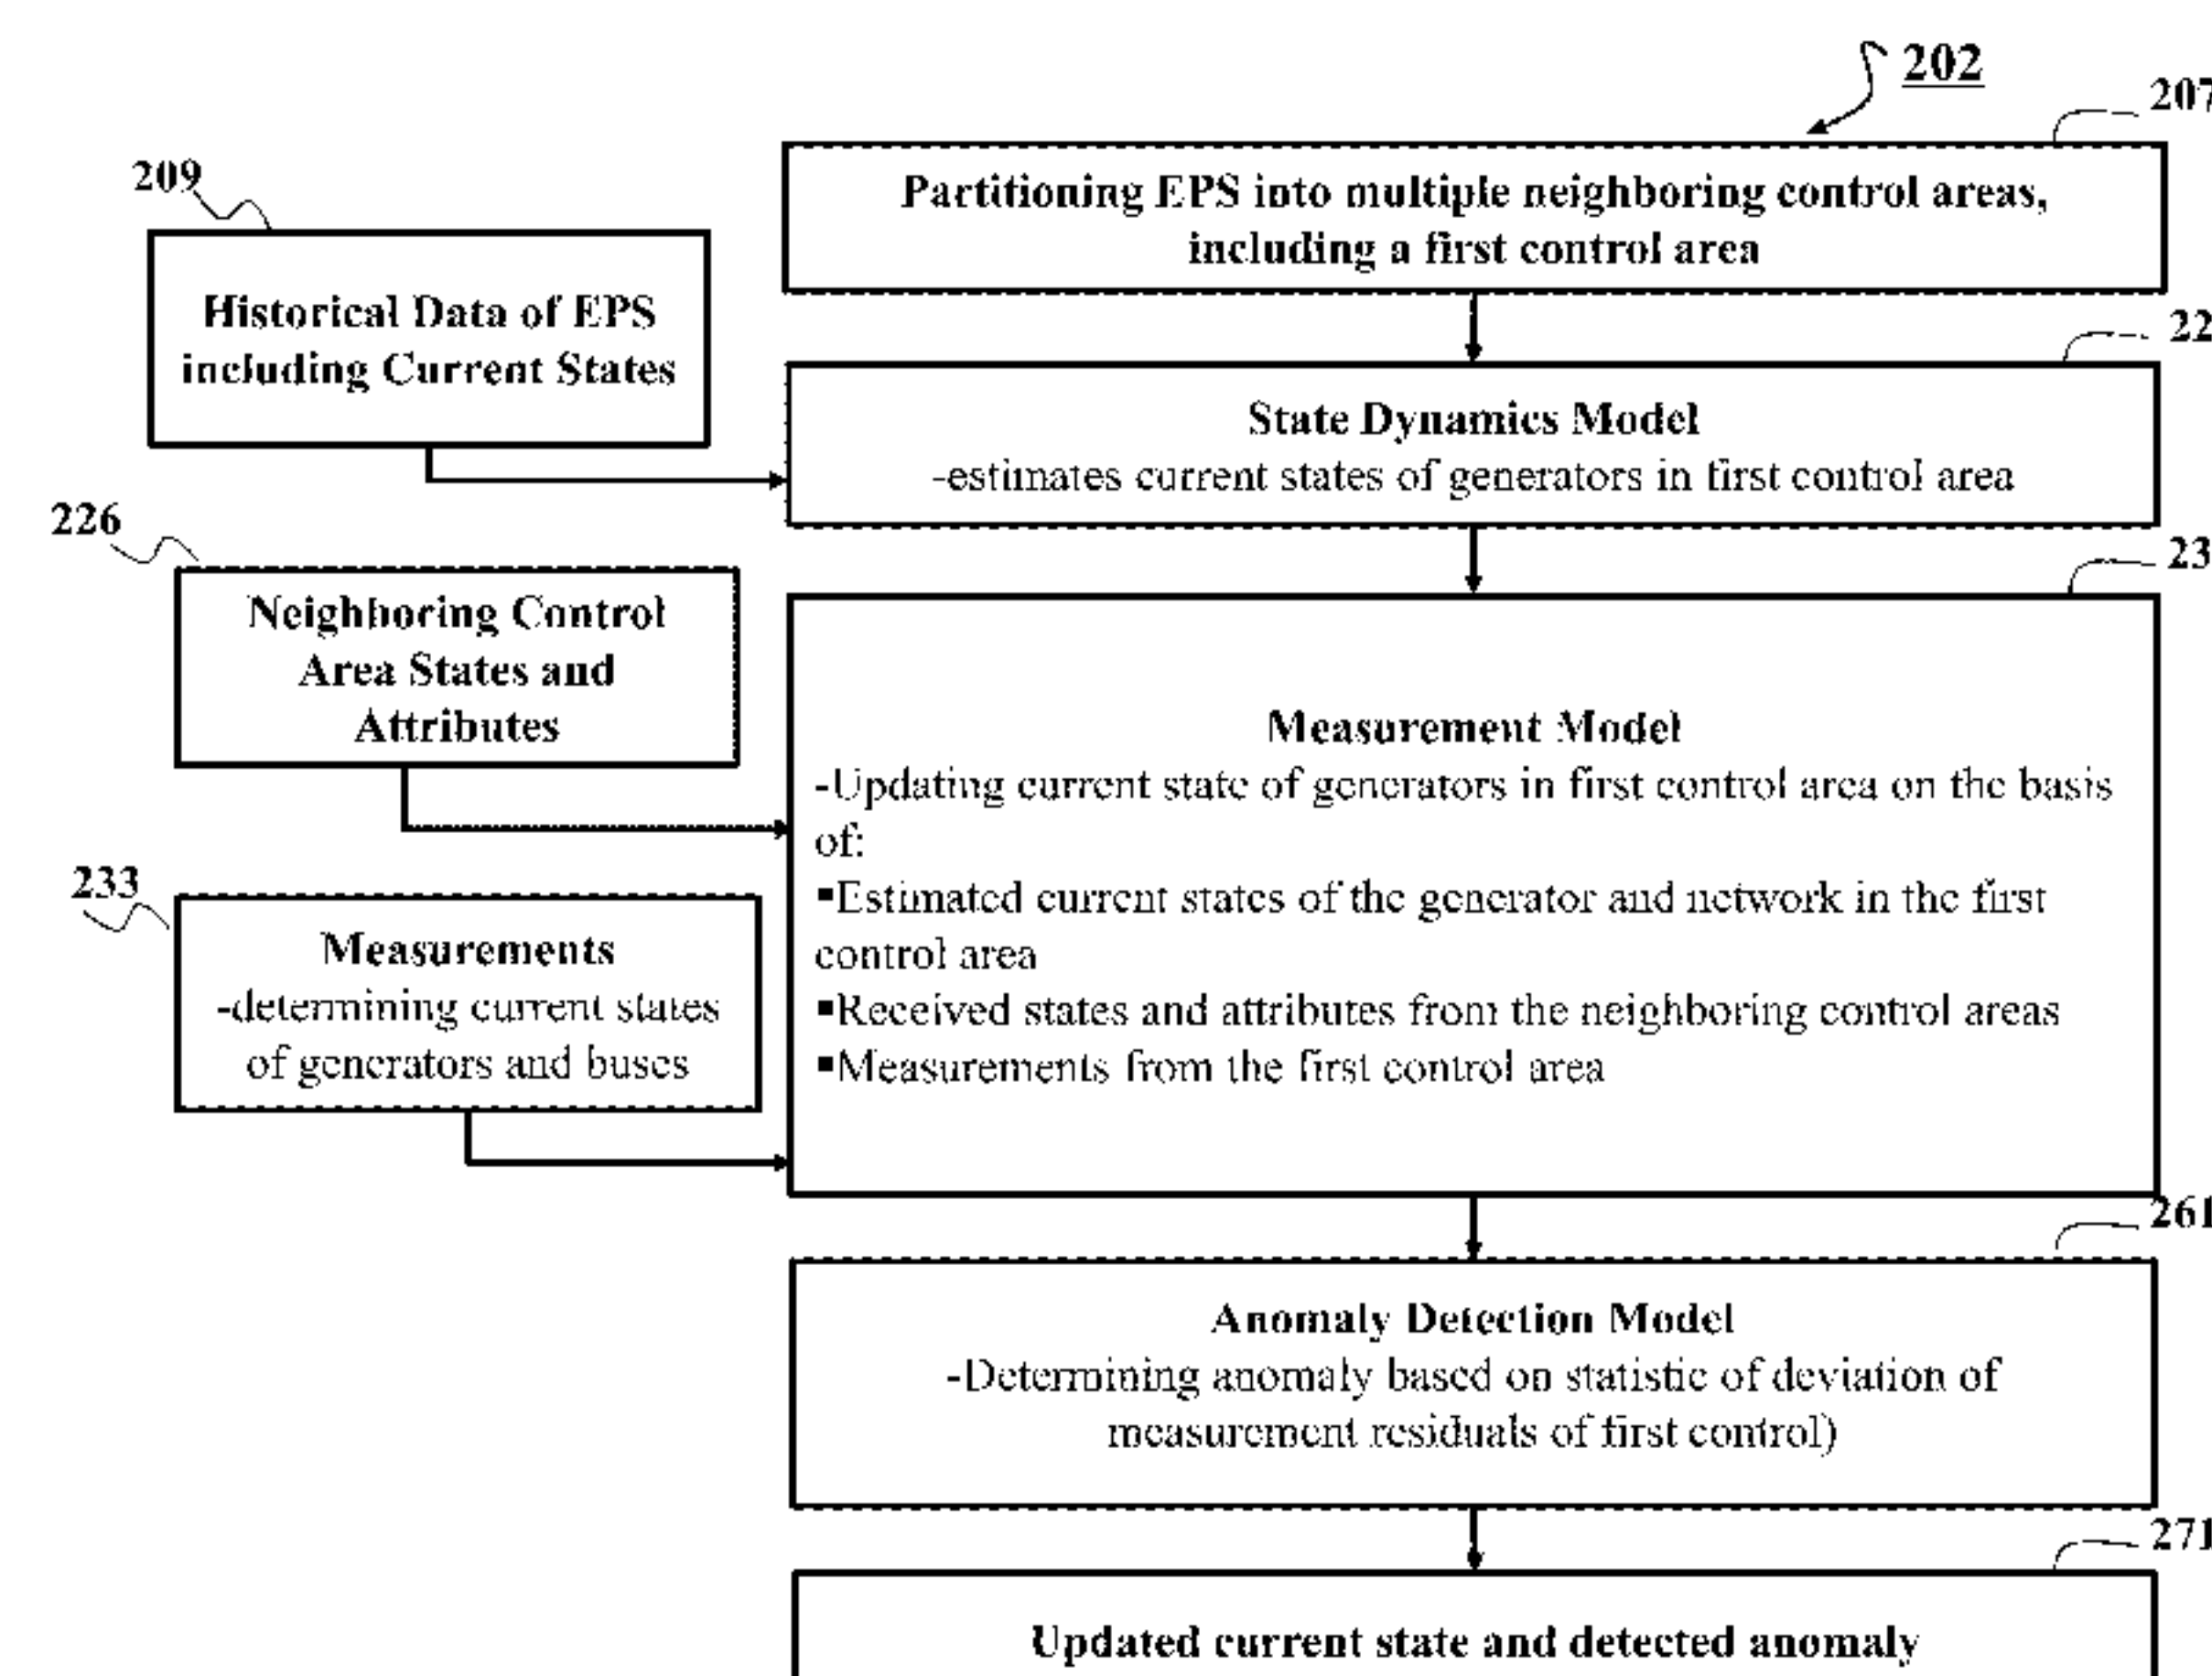 202
207
Partitioning EPS into multiple neighboring control areas,
including a first control area
209
Historical Data of EPS
including Current States
22
State Dynamics Model
-estimates current states of generators in first control area
226
Neighboring Control
Area States and
Attributes
23
Measurement Model
-Updating current state of generators in first control area on the basis
of:
▪Estimated current states of the generator and network in the first
control area
▪Received states and attributes from the neighboring control areas
▪Measurements from the first control area
233
Measurements
-determining current states
of generators and buses
261
Anomaly Detection Model
-Determining anomaly based on statistic of deviation of
measurement residuals of first control)
271
Updated current state and detected anomaly